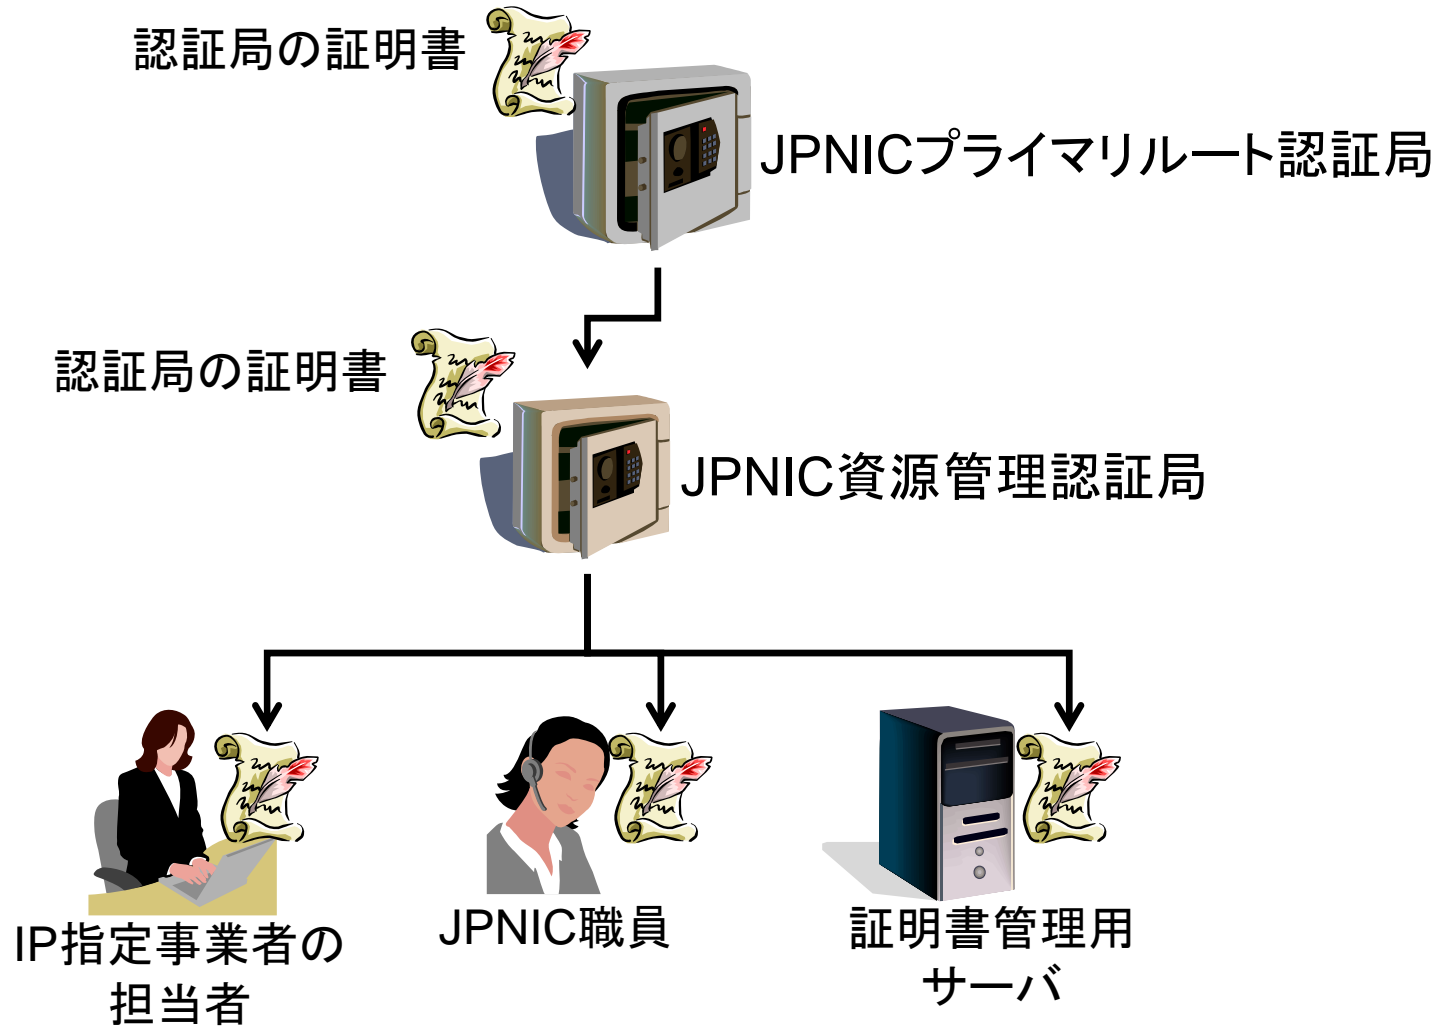 認証局の証明書
JPNICプライマリルート認証局
認証局の証明書
JPNIC資源管理認証局
IP指定事業者の
担当者
JPNIC職員
証明書管理用
サーバ